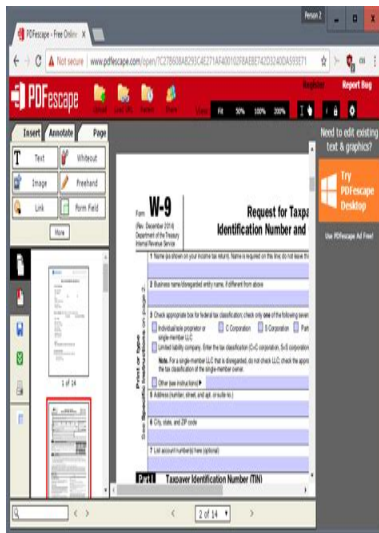 Person 2
PDFescape - Free Online
Not secure www.pdfescape.com/open/
Register Report Bug
PDFescape
Fit 50% 100% 200%
Insert Annotate Page
Need to edit existing
text & graphics?
T Text Whiteout
Image Freehand
Link Form Field
More
Try
PDFescape
Desktop
Use PDFescape Ad Free!
1 of 14
Form W-9
(Rev. December 2014)
Department of the Treasury
Internal Revenue Service
Request for Taxpa
Identification Number and
Print or type
See Specific Instructions on page 2.
1 Name (as shown on your income tax return). Name is required on this line; do not leave th
2 Business name/disregarded entity name, if different from above
3 Check appropriate box for federal tax classification; check only one of the following seven
Individual/sole proprietor or C Corporation S Corporation Part
single-member LLC
Limited liability company. Enter the tax classification (C=C corporation, S=S corporation
Note. For a single-member LLC that is disregarded, do not check LLC; check the appro
the tax classification of the single-member owner.
Other (see instructions)
5 Address (number, street, and apt. or suite no.)
6 City, state, and ZIP code
7 List account number(s) here (optional)
Part I Taxpayer Identification Number (TIN)
2 of 14